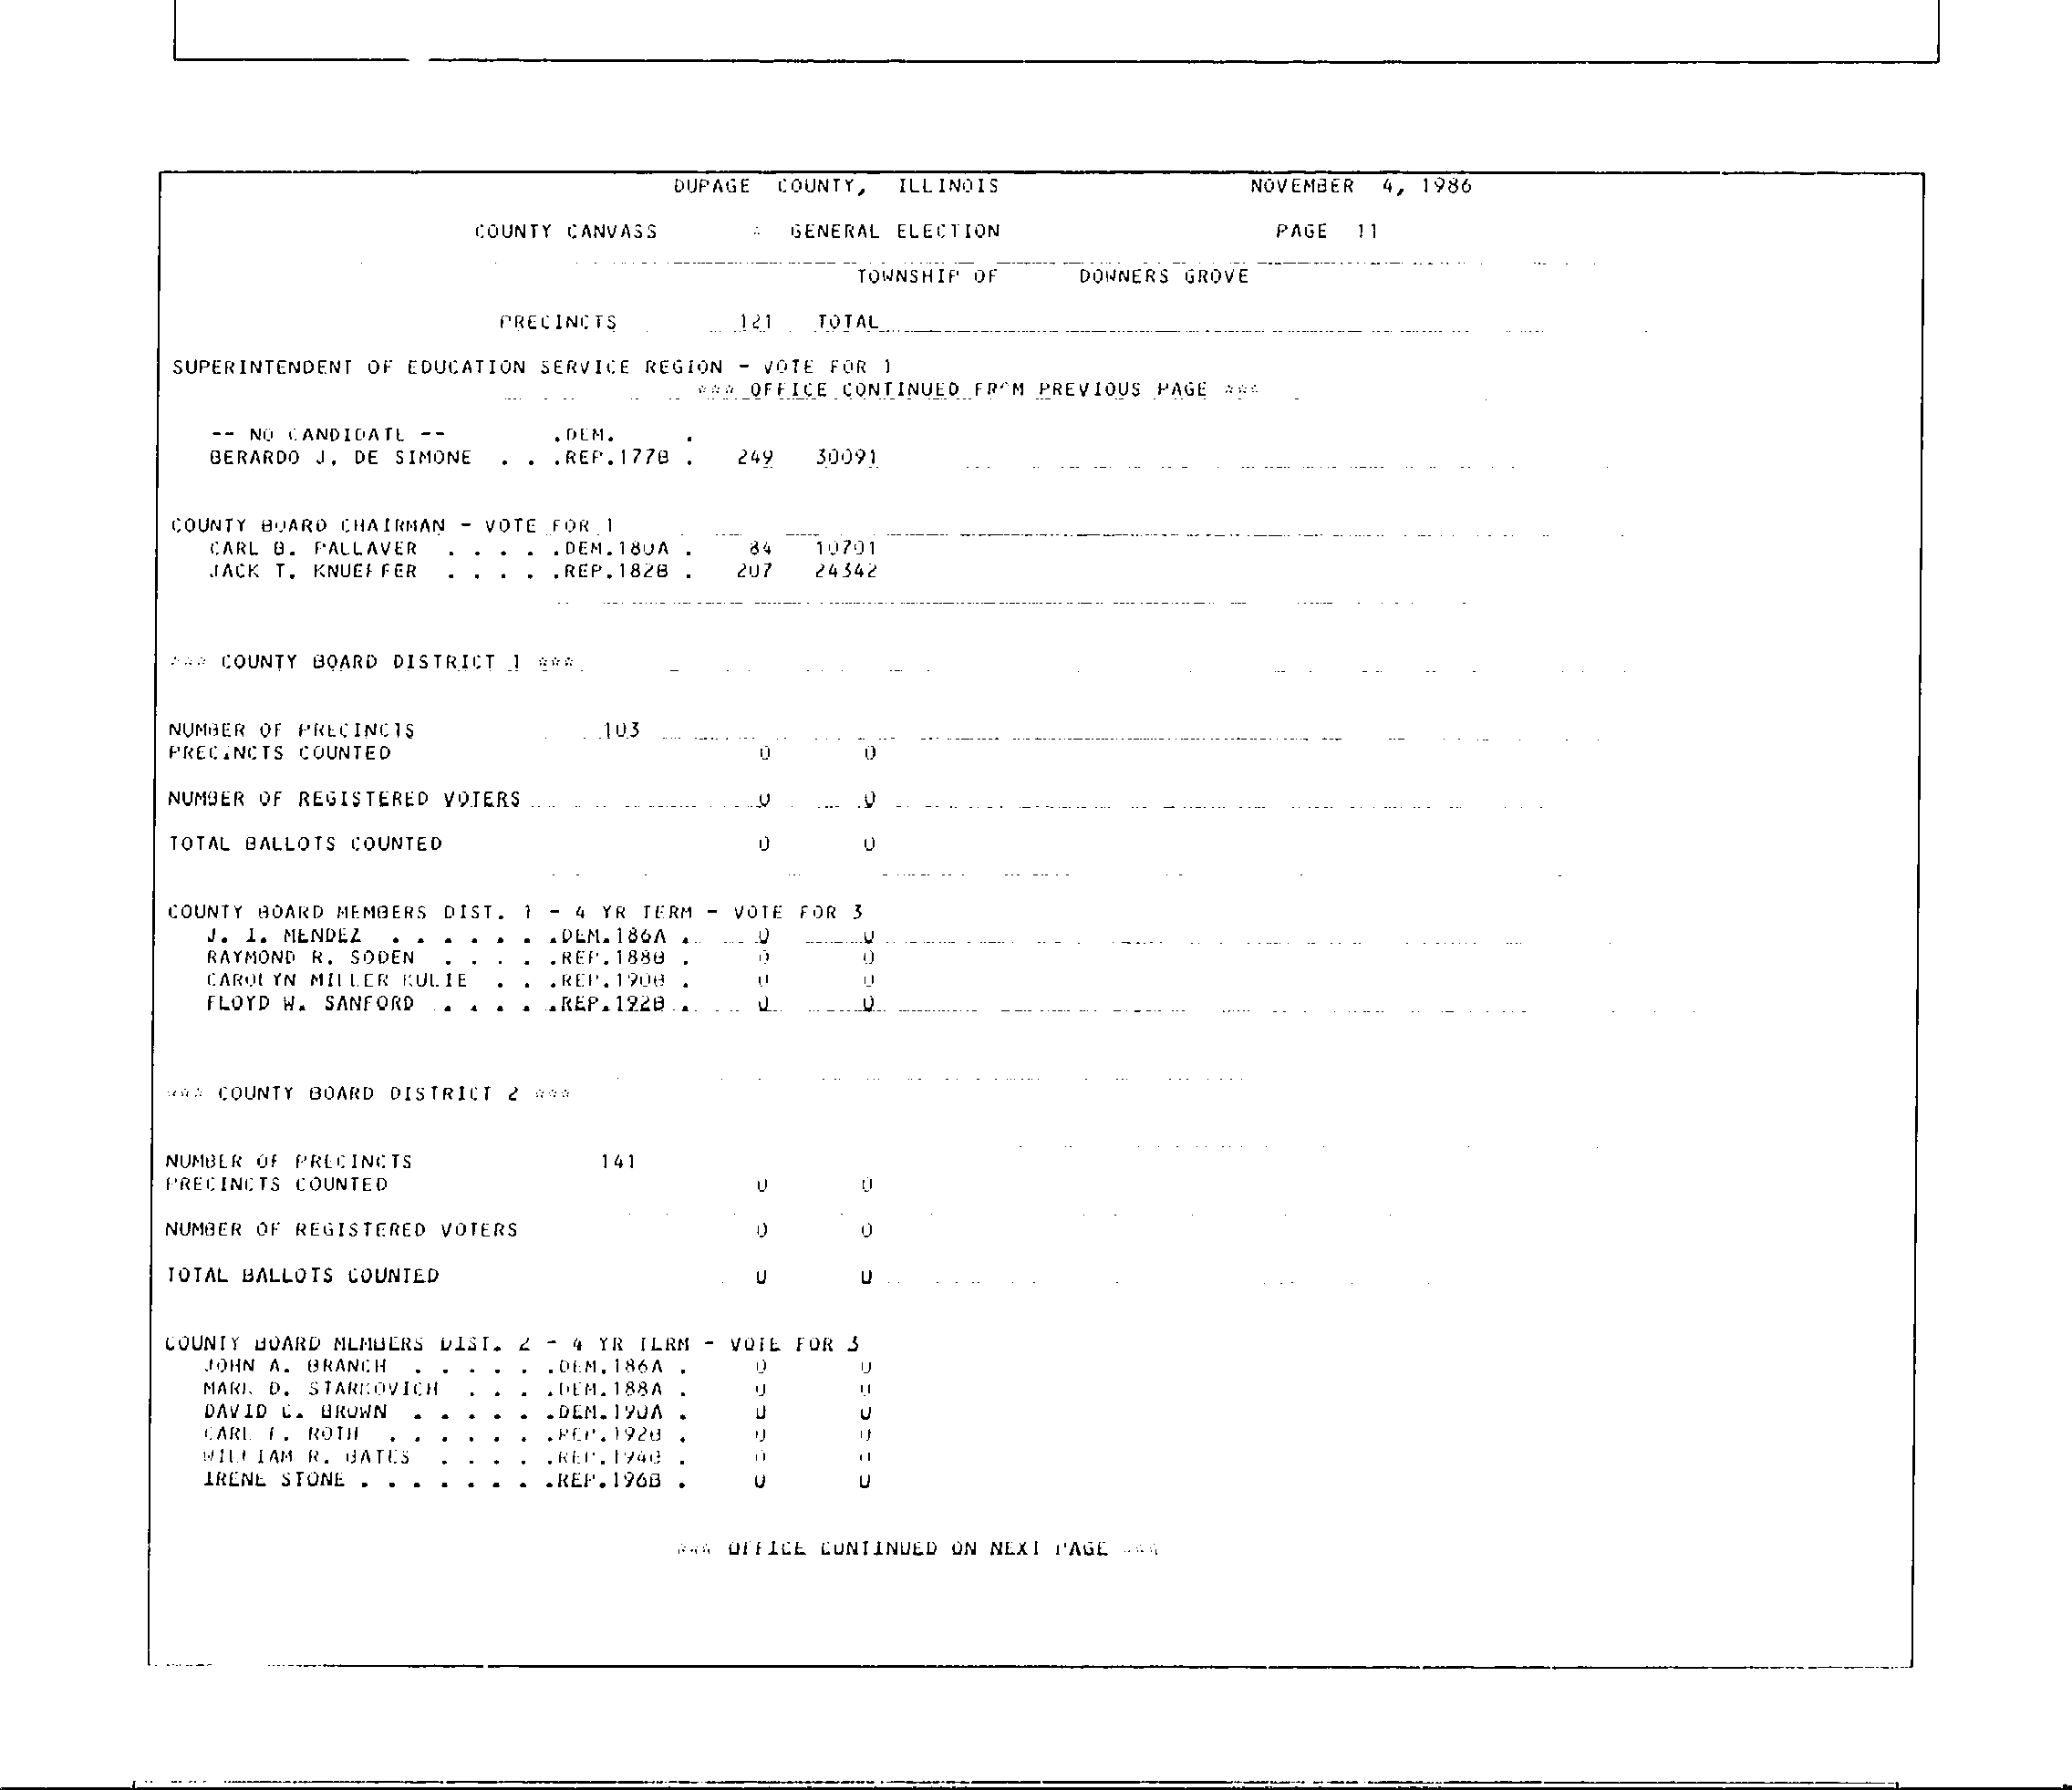 DUPAGE COUNTY, ILLINOIS NOVEMBER 4, 1986
COUNTY CANVASS * GENERAL ELECTION PAGE 11
TOWNSHIP OF DOWNERS GROVE
PRECINCTS 121 TOTAL
SUPERINTENDENT OF EDUCATION SERVICE REGION - VOTE FOR 1
*** OFFICE CONTINUED FROM PREVIOUS PAGE ***
-- NO CANDIDATE -- .DEM. .
BERARDO J. DE SIMONE . . .REP.177B . 249 30091
COUNTY BOARD CHAIRMAN - VOTE FOR 1
CARL B. PALLAVER . . . . .DEM.180A . 84 10701
JACK T. KNUEFFER . . . . .REP.182B . 207 24342
*** COUNTY BOARD DISTRICT 1 ***
NUMBER OF PRECINCTS 103
PRECINCTS COUNTED 0 0
NUMBER OF REGISTERED VOTERS 0 0
TOTAL BALLOTS COUNTED 0 0
COUNTY BOARD MEMBERS DIST. 1 - 4 YR TERM - VOTE FOR 3
J. I. MENDEZ . . . . . . .DEM.186A . 0 0
RAYMOND R. SODEN . . . . .REP.188B . 0 0
CAROLYN MILLER KULIE . . .REP.190B . 0 0
FLOYD W. SANFORD . . . . .REP.192B . 0 0
*** COUNTY BOARD DISTRICT 2 ***
NUMBER OF PRECINCTS 141
PRECINCTS COUNTED 0 0
NUMBER OF REGISTERED VOTERS 0 0
TOTAL BALLOTS COUNTED 0 0
COUNTY BOARD MEMBERS DIST. 2 - 4 YR TERM - VOTE FOR 3
JOHN A. BRANCH . . . . . .DEM.186A . 0 0
MARK D. STARKOVICH . . . .DEM.188A . 0 0
DAVID C. BROWN . . . . . .DEM.190A . 0 0
CARL F. ROTH . . . . . . .REP.192B . 0 0
WILLIAM R. BATES . . . . .REP.194B . 0 0
IRENE STONE . . . . . . . .REP.196B . 0 0
*** OFFICE CONTINUED ON NEXT PAGE ***